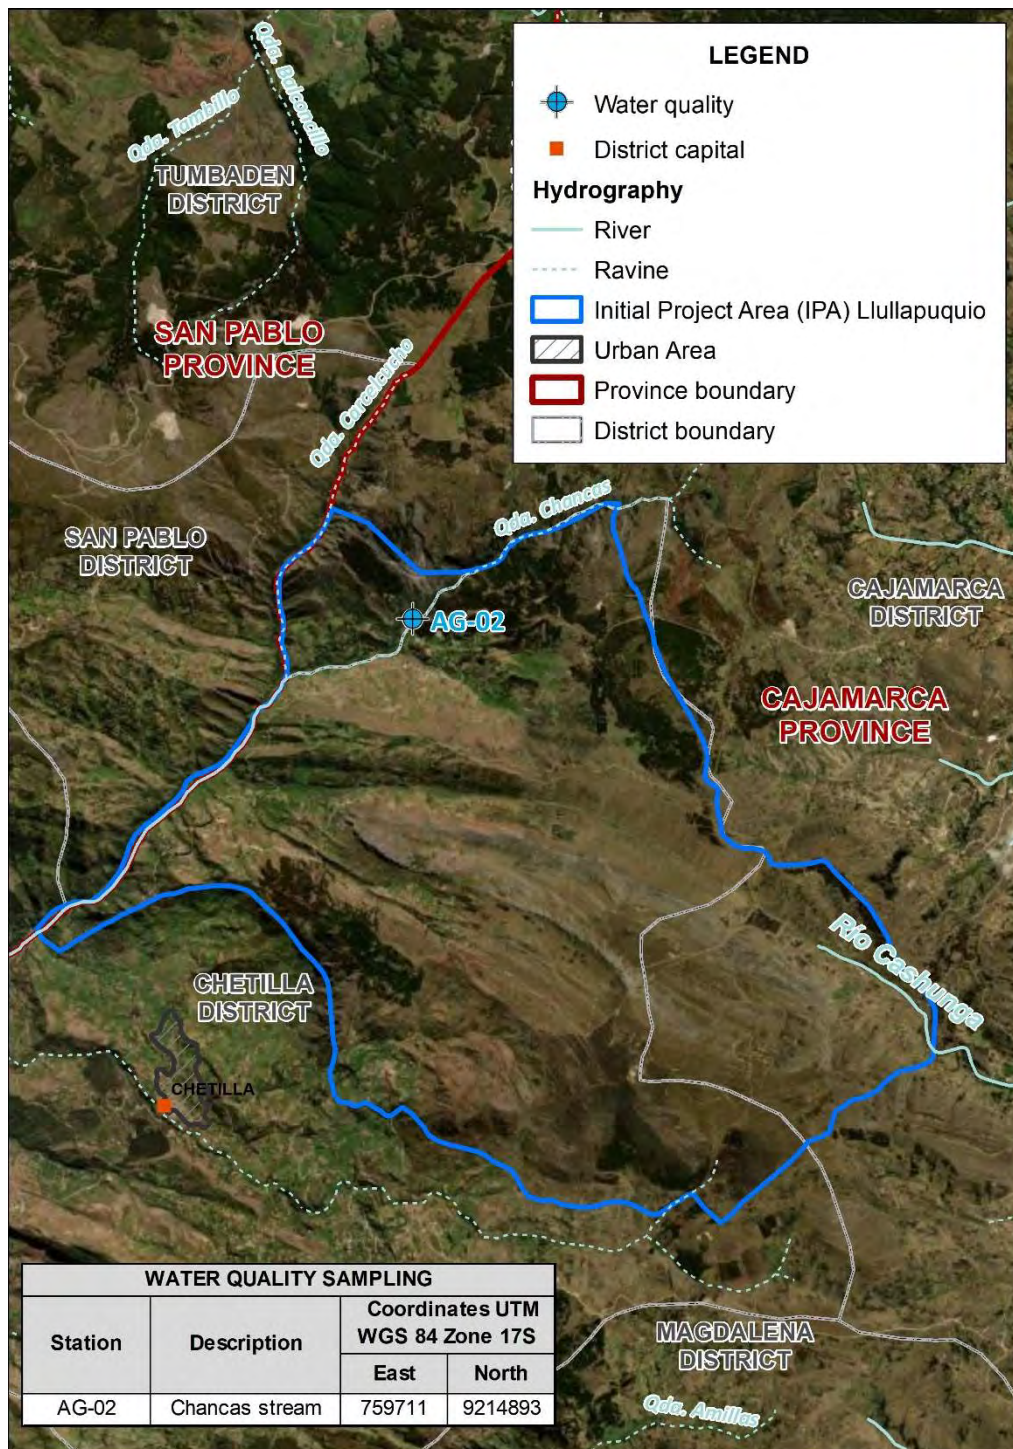 LEGEND
Water quality
District capital
Hydrography
River
Ravine
Initial Project Area (IPA) Llullapuquio
Urban Area
Province boundary
District boundary
Qda. Balconcillo
Qda. Tambillo
TUMBADEN
DISTRICT
SAN PABLO
PROVINCE
Qda. Carcelcucho
Qda. Chancas
SAN PABLO
DISTRICT
CAJAMARCA
DISTRICT
AG-02
CAJAMARCA
PROVINCE
Río Cashunga
CHETILLA
DISTRICT
CHETILLA
MAGDALENA
DISTRICT
Qda. Amillas
WATER QUALITY SAMPLING
Station
Description
Coordinates UTM
WGS 84 Zone 17S
East
North
AG-02
Chancas stream
759711
9214893